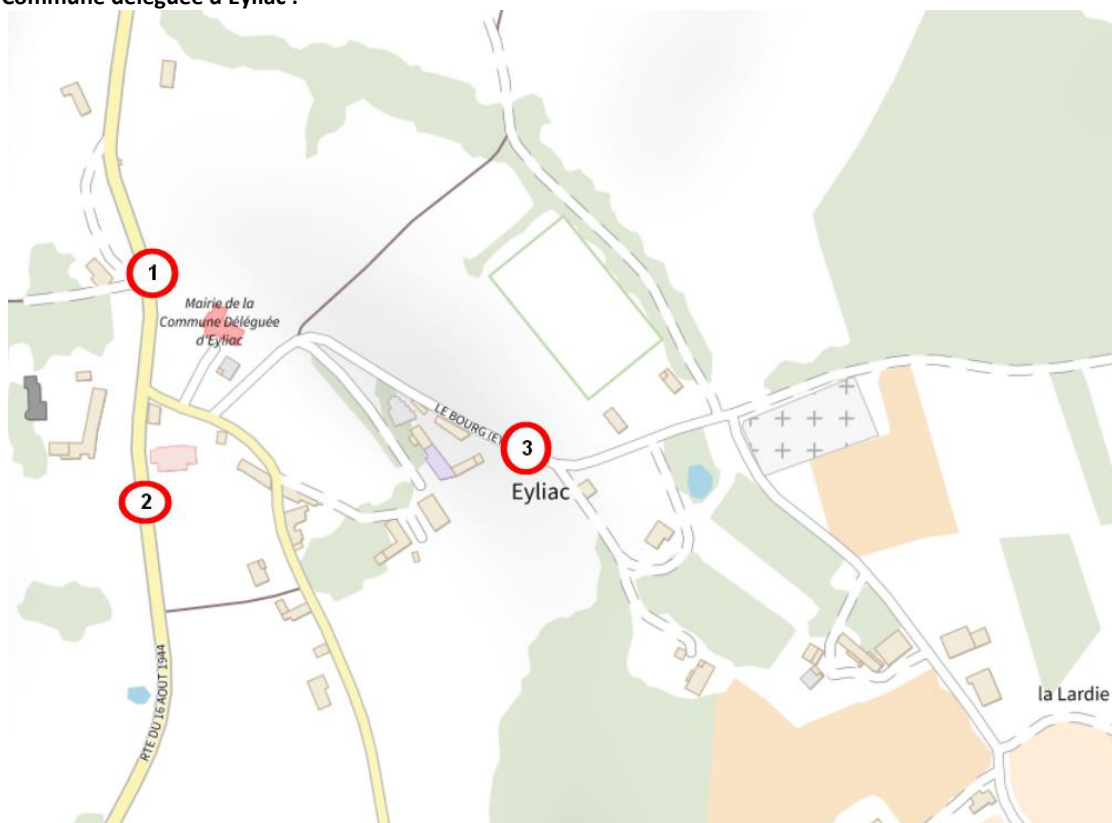 Commune déléguée d'Eyliac :
1
Mairie de la
Commune Déléguée
d'Eyliac
LE BOURG (EY
3
Eyliac
2
RTE DU 16 AOUT 1944
la Lardie